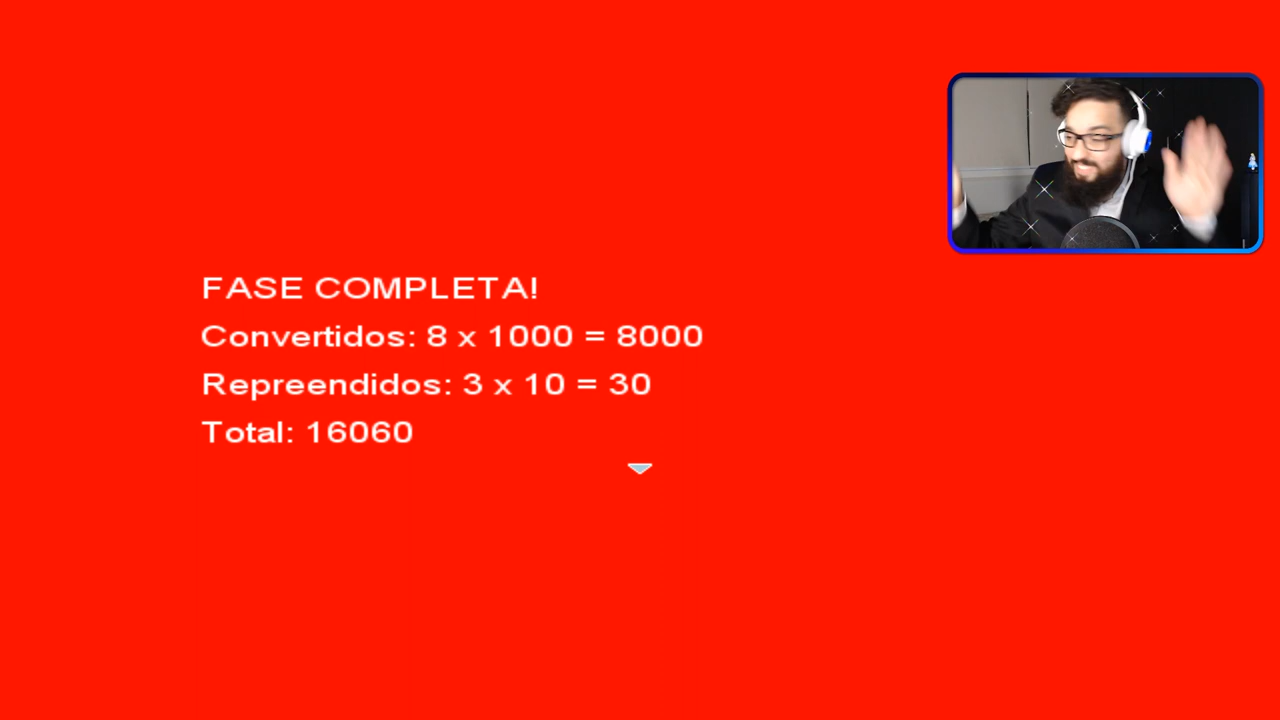 FASE COMPLETA!
Convertidos: 8 x 1000 = 8000
Repreendidos: 3 x 10 = 30
Total: 16060